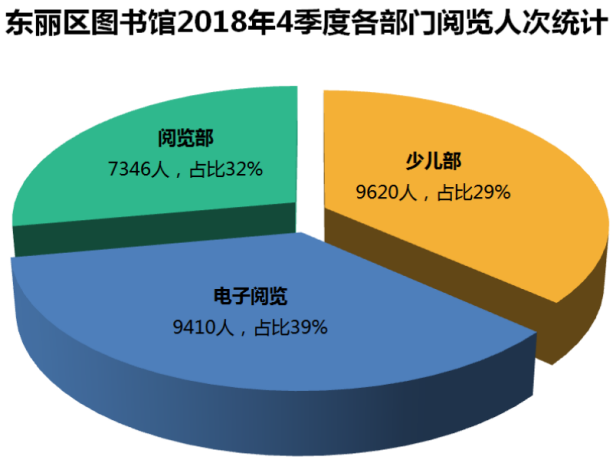 东丽区图书馆2018年4季度各部门阅览人次统计
阅览部
7346人，占比32%
少儿部
9620人，占比29%
电子阅览
9410人，占比39%